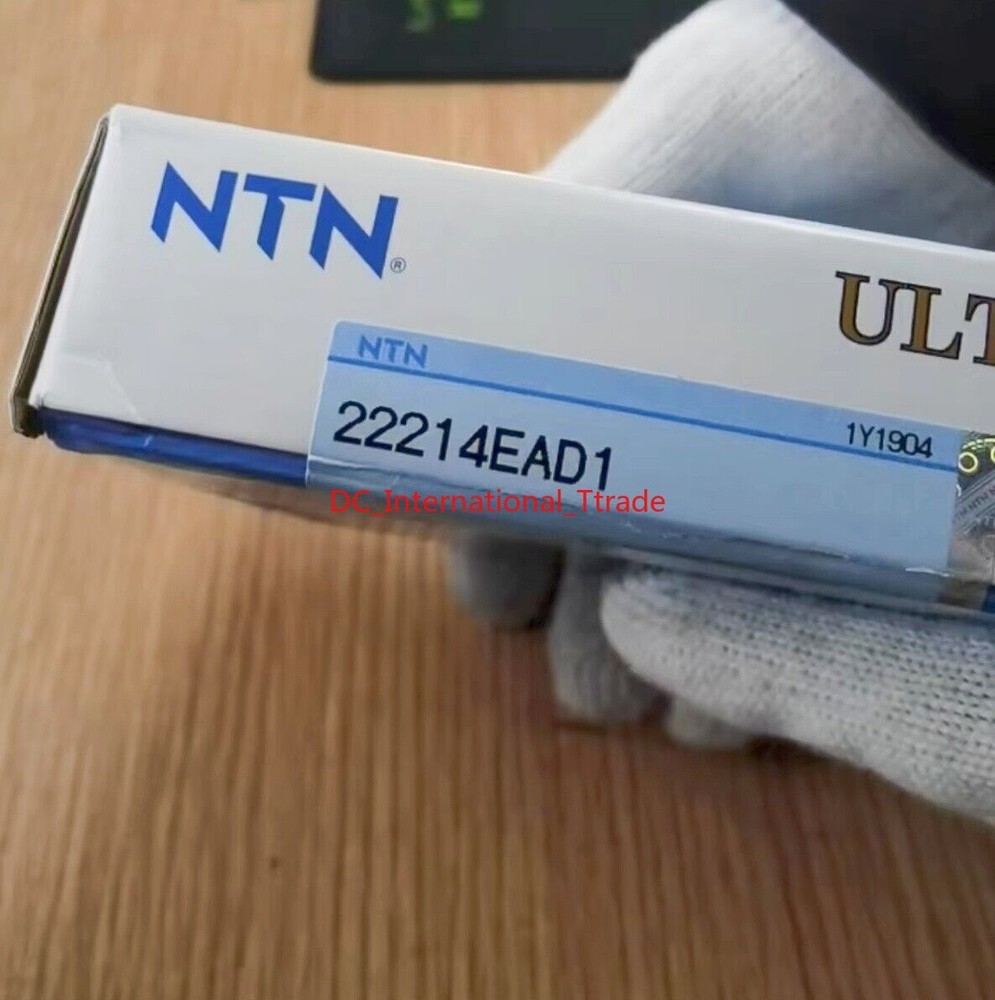 NTN®
ULT
NTN
22214EAD1
1Y1904
DC_International_Ttrade